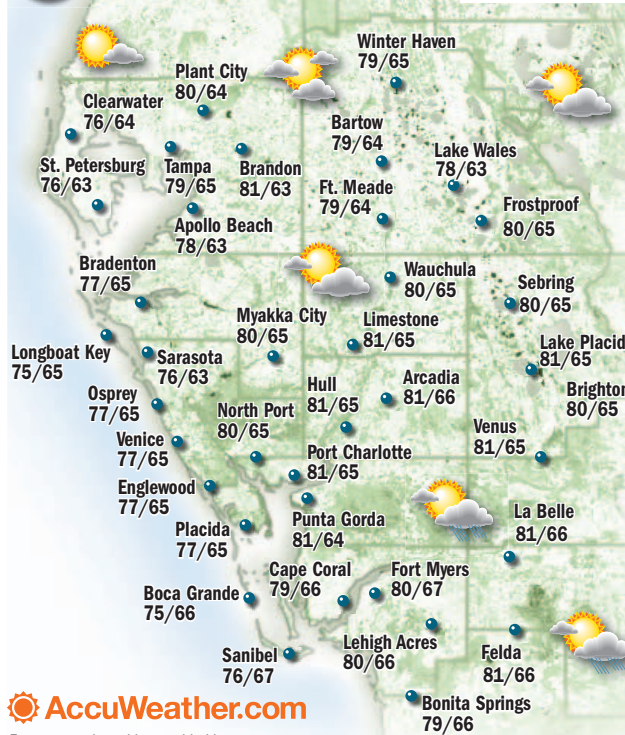 Winter Haven
79/65
Plant City
80/64
Clearwater
76/64
Bartow
79/64
Lake Wales
78/63
St. Petersburg
76/63
Tampa
79/65
Brandon
81/63
Ft. Meade
79/64
Frostproof
80/65
Apollo Beach
78/63
Bradenton
77/65
Wauchula
80/65
Sebring
80/65
Myakka City
80/65
Limestone
81/65
Longboat Key
75/65
Sarasota
76/63
Lake Placid
81/65
Hull
81/65
Arcadia
81/66
Brighton
80/65
Osprey
77/65
North Port
80/65
Venus
81/65
Venice
77/65
Port Charlotte
81/65
Englewood
77/65
Punta Gorda
81/64
La Belle
81/66
Placida
77/65
Cape Coral
79/66
Fort Myers
80/67
Boca Grande
75/66
Lehigh Acres
80/66
Felda
81/66
Sanibel
76/67
Bonita Springs
79/66
AccuWeather.com